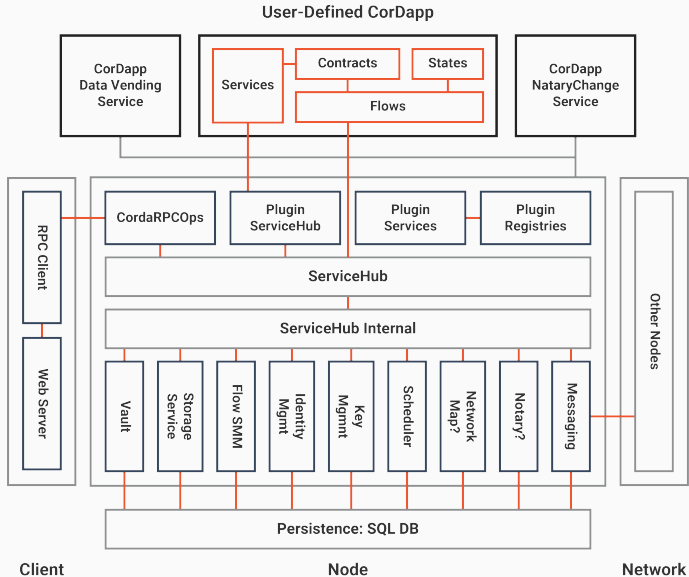 User-Defined CorDapp
CorDapp
Data Vending
Service
Services
Contracts
States
Flows
CorDapp
NataryChange
Service
RPC Client
Web Server
CordaRPCOps
Plugin
ServiceHub
Plugin
Services
Plugin
Registries
ServiceHub
ServiceHub Internal
Vault
Storage
Service
Flow SMM
Identity
Mgmt
Key
Mgmnt
Scheduler
Network
Map?
Notary?
Messaging
Other Nodes
Persistence: SQL DB
Client
Node
Network